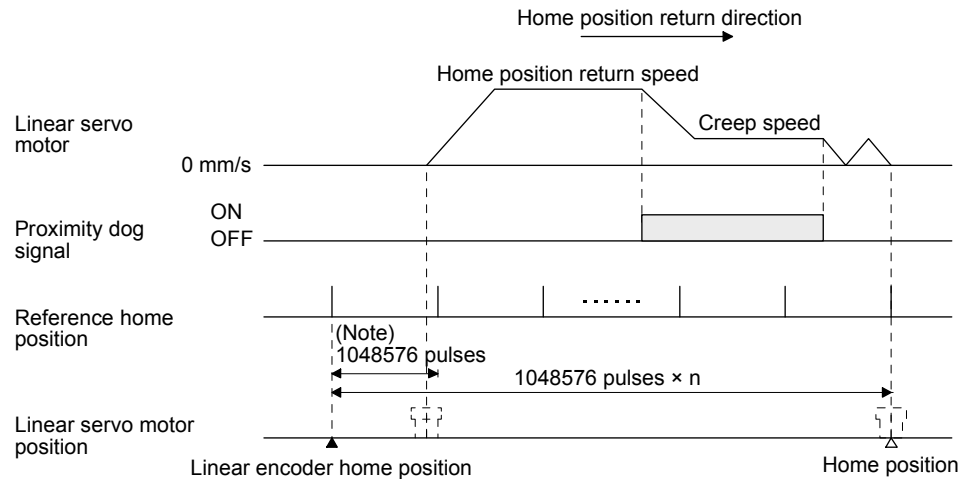 Home position return direction
Home position return speed
Linear servo
motor
Creep speed
0 mm/s
ON
Proximity dog
signal
OFF
Reference home
position
(Note)
1048576 pulses
1048576 pulses × n
Linear servo motor
position
Linear encoder home position
Home position